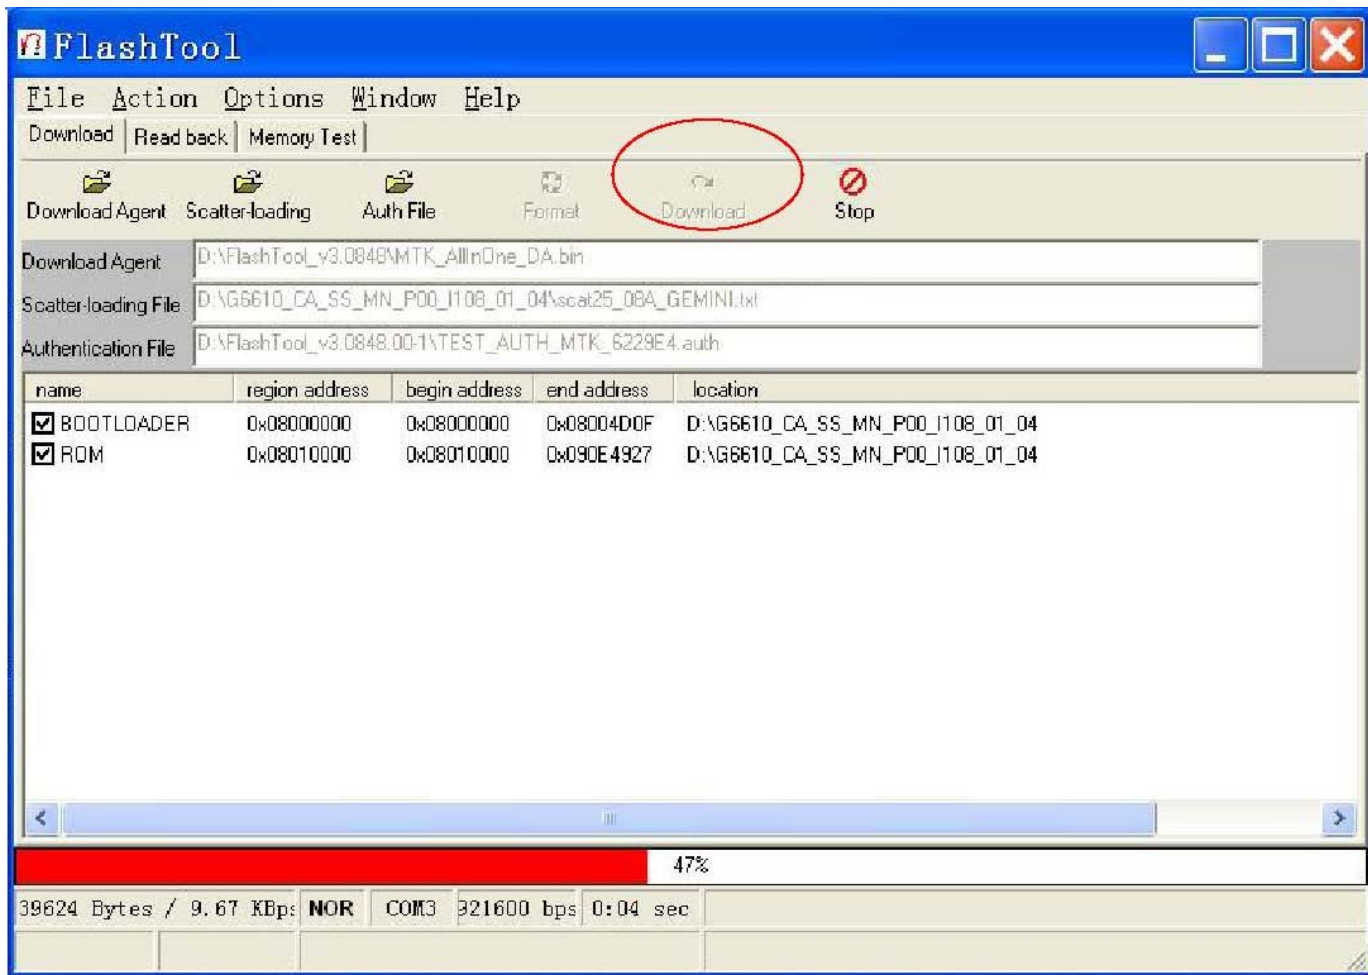 FlashTool
File Action Options Window Help
Download Read back Memory Test
Download Agent Scatter-loading Auth File Format Download Stop
Download Agent D:\FlashTool_v3.0848\MTK_AllInOne_DA.bin
Scatter-loading File D:\G6610_CA_SS_MN_P00_I108_01_04\scat25_08A_GEMINI.txt
Authentication File D:\FlashTool_v3.0848.00-1\TEST_AUTH_MTK_6229E4.auth
name region address begin address end address location
BOOTLOADER 0x08000000 0x08000000 0x08004D0F D:\G6610_CA_SS_MN_P00_I108_01_04
ROM 0x08010000 0x08010000 0x090E4927 D:\G6610_CA_SS_MN_P00_I108_01_04
47%
39624 Bytes / 9.67 KBps NOR COM3 921600 bps 0:04 sec